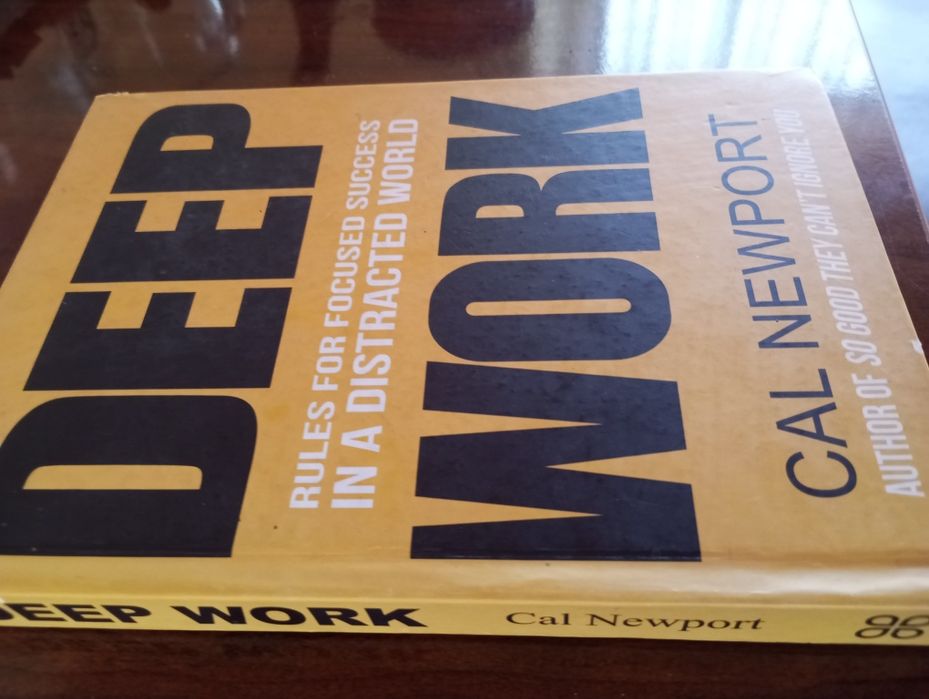 DEEP
RULES FOR FOCUSED SUCCESS
IN A DISTRACTED WORLD
WORK
CAL NEWPORT
AUTHOR OF SO GOOD THEY CAN'T IGNORE YOU
DEEP WORK Cal Newport